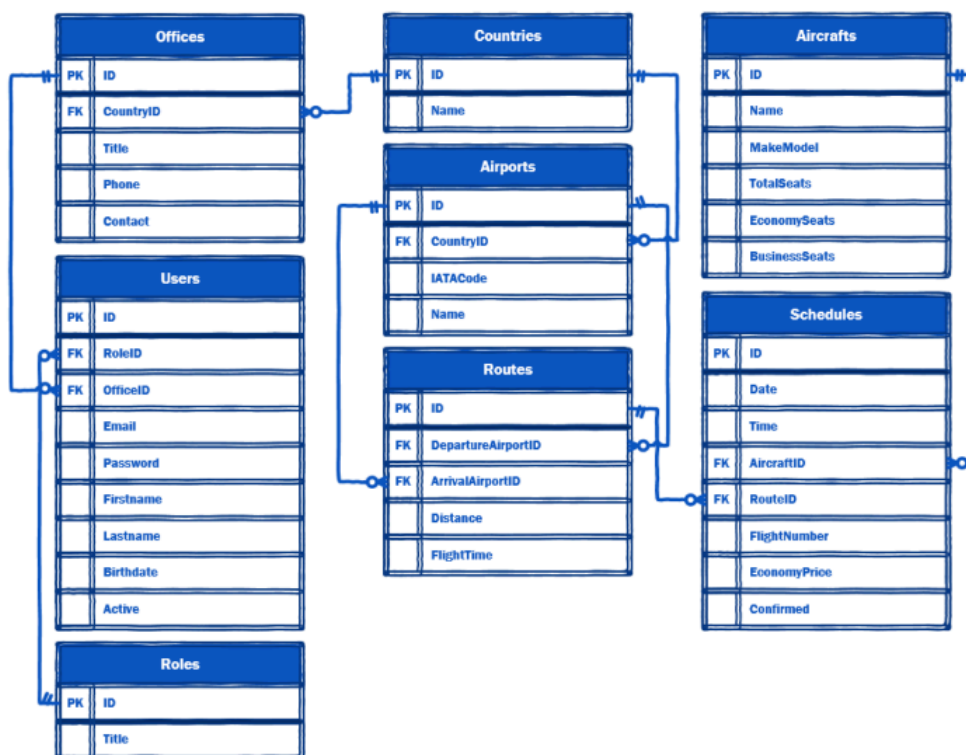 Offices
PK ID
FK CountryID
Title
Phone
Contact
Users
PK ID
FK RoleID
FK OfficeID
Email
Password
Firstname
Lastname
Birthdate
Active
Roles
PK ID
Title
Countries
PK ID
Name
Airports
PK ID
FK CountryID
IATACode
Name
Routes
PK ID
FK DepartureAirportID
FK ArrivalAirportID
Distance
FlightTime
Aircrafts
PK ID
Name
MakeModel
TotalSeats
EconomySeats
BusinessSeats
Schedules
PK ID
Date
Time
FK AircraftID
FK RouteID
FlightNumber
EconomyPrice
Confirmed